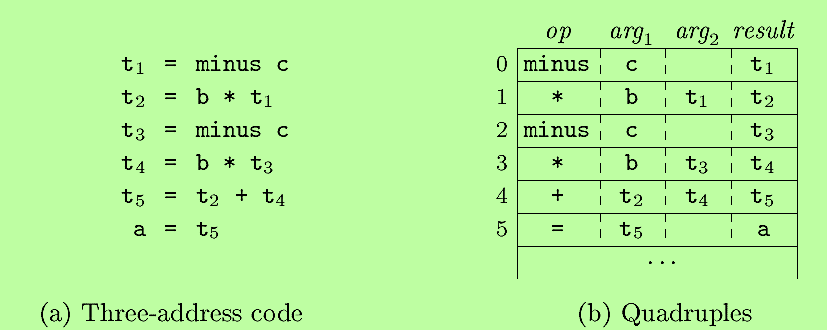 op arg₁ arg₂ result
t₁ = minus c 0 minus c t₁
t₂ = b * t₁ 1 * b t₁ t₂
t₃ = minus c 2 minus c t₃
t₄ = b * t₃ 3 * b t₃ t₄
t₅ = t₂ + t₄ 4 + t₂ t₄ t₅
a = t₅ 5 = t₅ a
...
(a) Three-address code (b) Quadruples